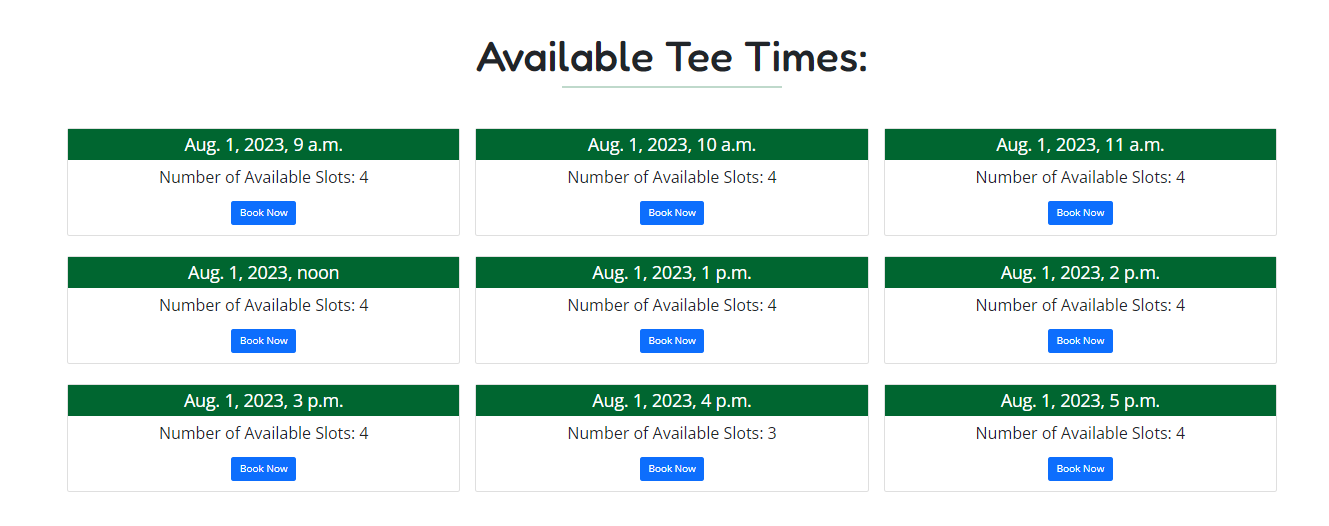 Available Tee Times:
Aug. 1, 2023, 9 a.m.
Number of Available Slots: 4
Book Now
Aug. 1, 2023, 10 a.m.
Number of Available Slots: 4
Book Now
Aug. 1, 2023, 11 a.m.
Number of Available Slots: 4
Book Now
Aug. 1, 2023, noon
Number of Available Slots: 4
Book Now
Aug. 1, 2023, 1 p.m.
Number of Available Slots: 4
Book Now
Aug. 1, 2023, 2 p.m.
Number of Available Slots: 4
Book Now
Aug. 1, 2023, 3 p.m.
Number of Available Slots: 4
Book Now
Aug. 1, 2023, 4 p.m.
Number of Available Slots: 3
Book Now
Aug. 1, 2023, 5 p.m.
Number of Available Slots: 4
Book Now